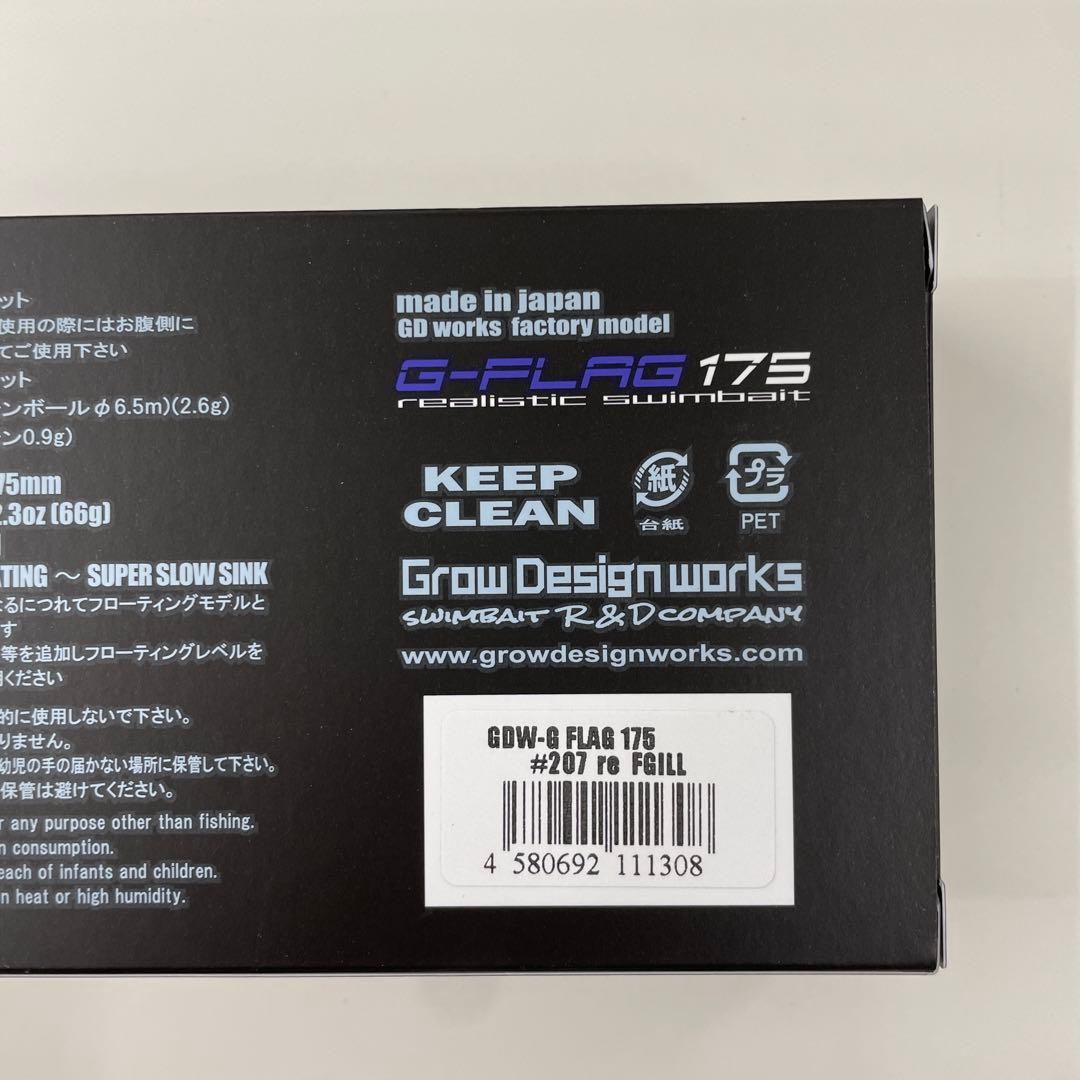 ット
使用の際にはお腹側に
てご使用下さい
ット
ンボールφ6.5m)(2.6g)
ン0.9g)
75mm
2.3oz (66g)
ATING ～ SUPER SLOW SINK
なるにつれてフローティングモデルと
す
等を追加しフローティングレベルを
ください
的に使用しないで下さい。
りません。
幼児の手の届かない場所に保管して下さい。
保管は避けてください。
r any purpose other than fishing.
n consumption.
each of infants and children.
n heat or high humidity.
made in japan
GD works factory model
G-FLAG 175
realistic swimbait
KEEP
CLEAN
紙
台紙
プラ
PET
Grow Design works
SWIMBAIT R&D COMPANY
www.growdesignworks.com
GDW-G FLAG 175
#207 re FGILL
4 580692 111308